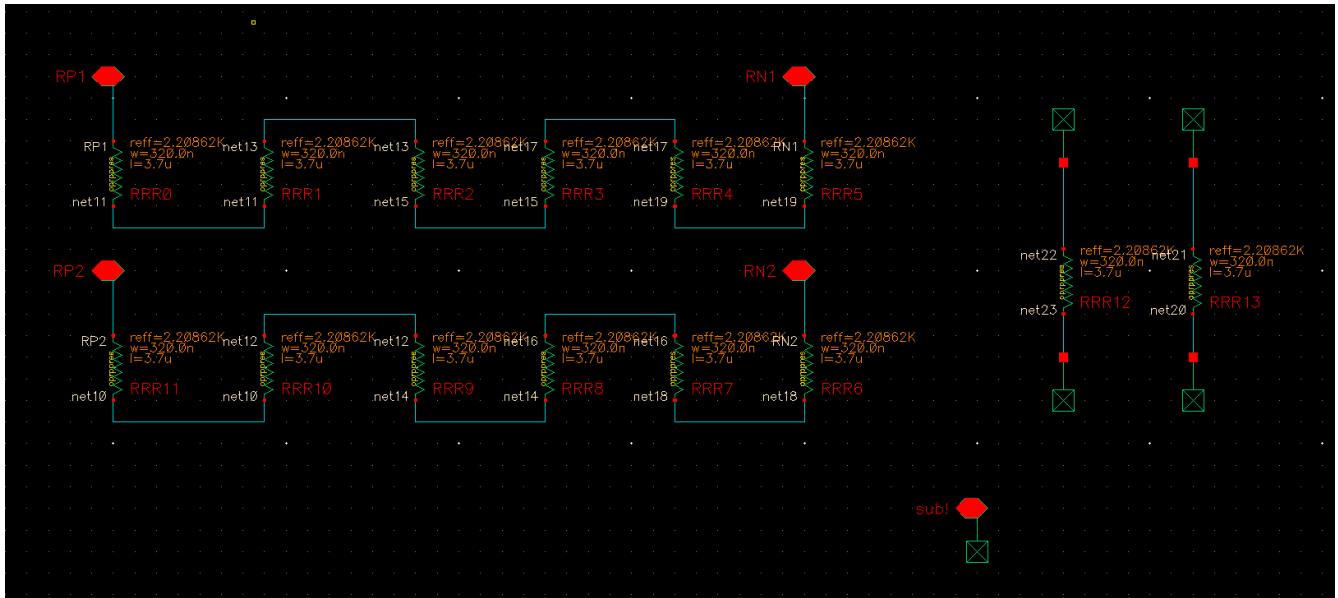 RP1
RN1
RP1 reff=2.20862K
w=320.0n
l=3.7u
RRR0
net11
net13 reff=2.20862K
w=320.0n
l=3.7u
RRR1
net11
net13 reff=2.20862K
w=320.0n
l=3.7u
RRR2
net15
net17 reff=2.20862K
w=320.0n
l=3.7u
RRR3
net15
net17 reff=2.20862K
w=320.0n
l=3.7u
RRR4
net19
RN1 reff=2.20862K
w=320.0n
l=3.7u
RRR5
net19
RP2
RN2
RP2 reff=2.20862K
w=320.0n
l=3.7u
RRR11
net10
net12 reff=2.20862K
w=320.0n
l=3.7u
RRR10
net10
net12 reff=2.20862K
w=320.0n
l=3.7u
RRR9
net14
net16 reff=2.20862K
w=320.0n
l=3.7u
RRR8
net14
net16 reff=2.20862K
w=320.0n
l=3.7u
RRR7
net18
RN2 reff=2.20862K
w=320.0n
l=3.7u
RRR6
net18
net22 reff=2.20862K
w=320.0n
l=3.7u
RRR12
net23
net21 reff=2.20862K
w=320.0n
l=3.7u
RRR13
net20
sub!